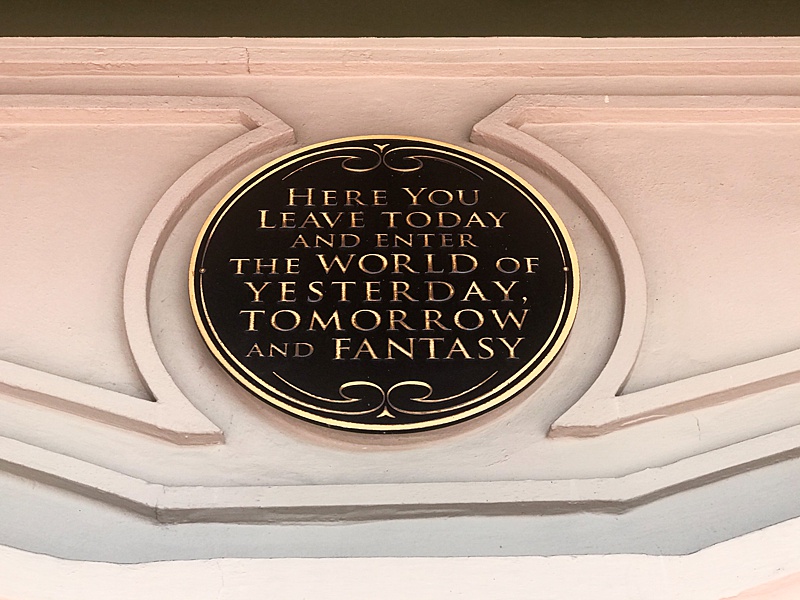 Here You
Leave today
and enter
the World of
Yesterday,
Tomorrow
and Fantasy